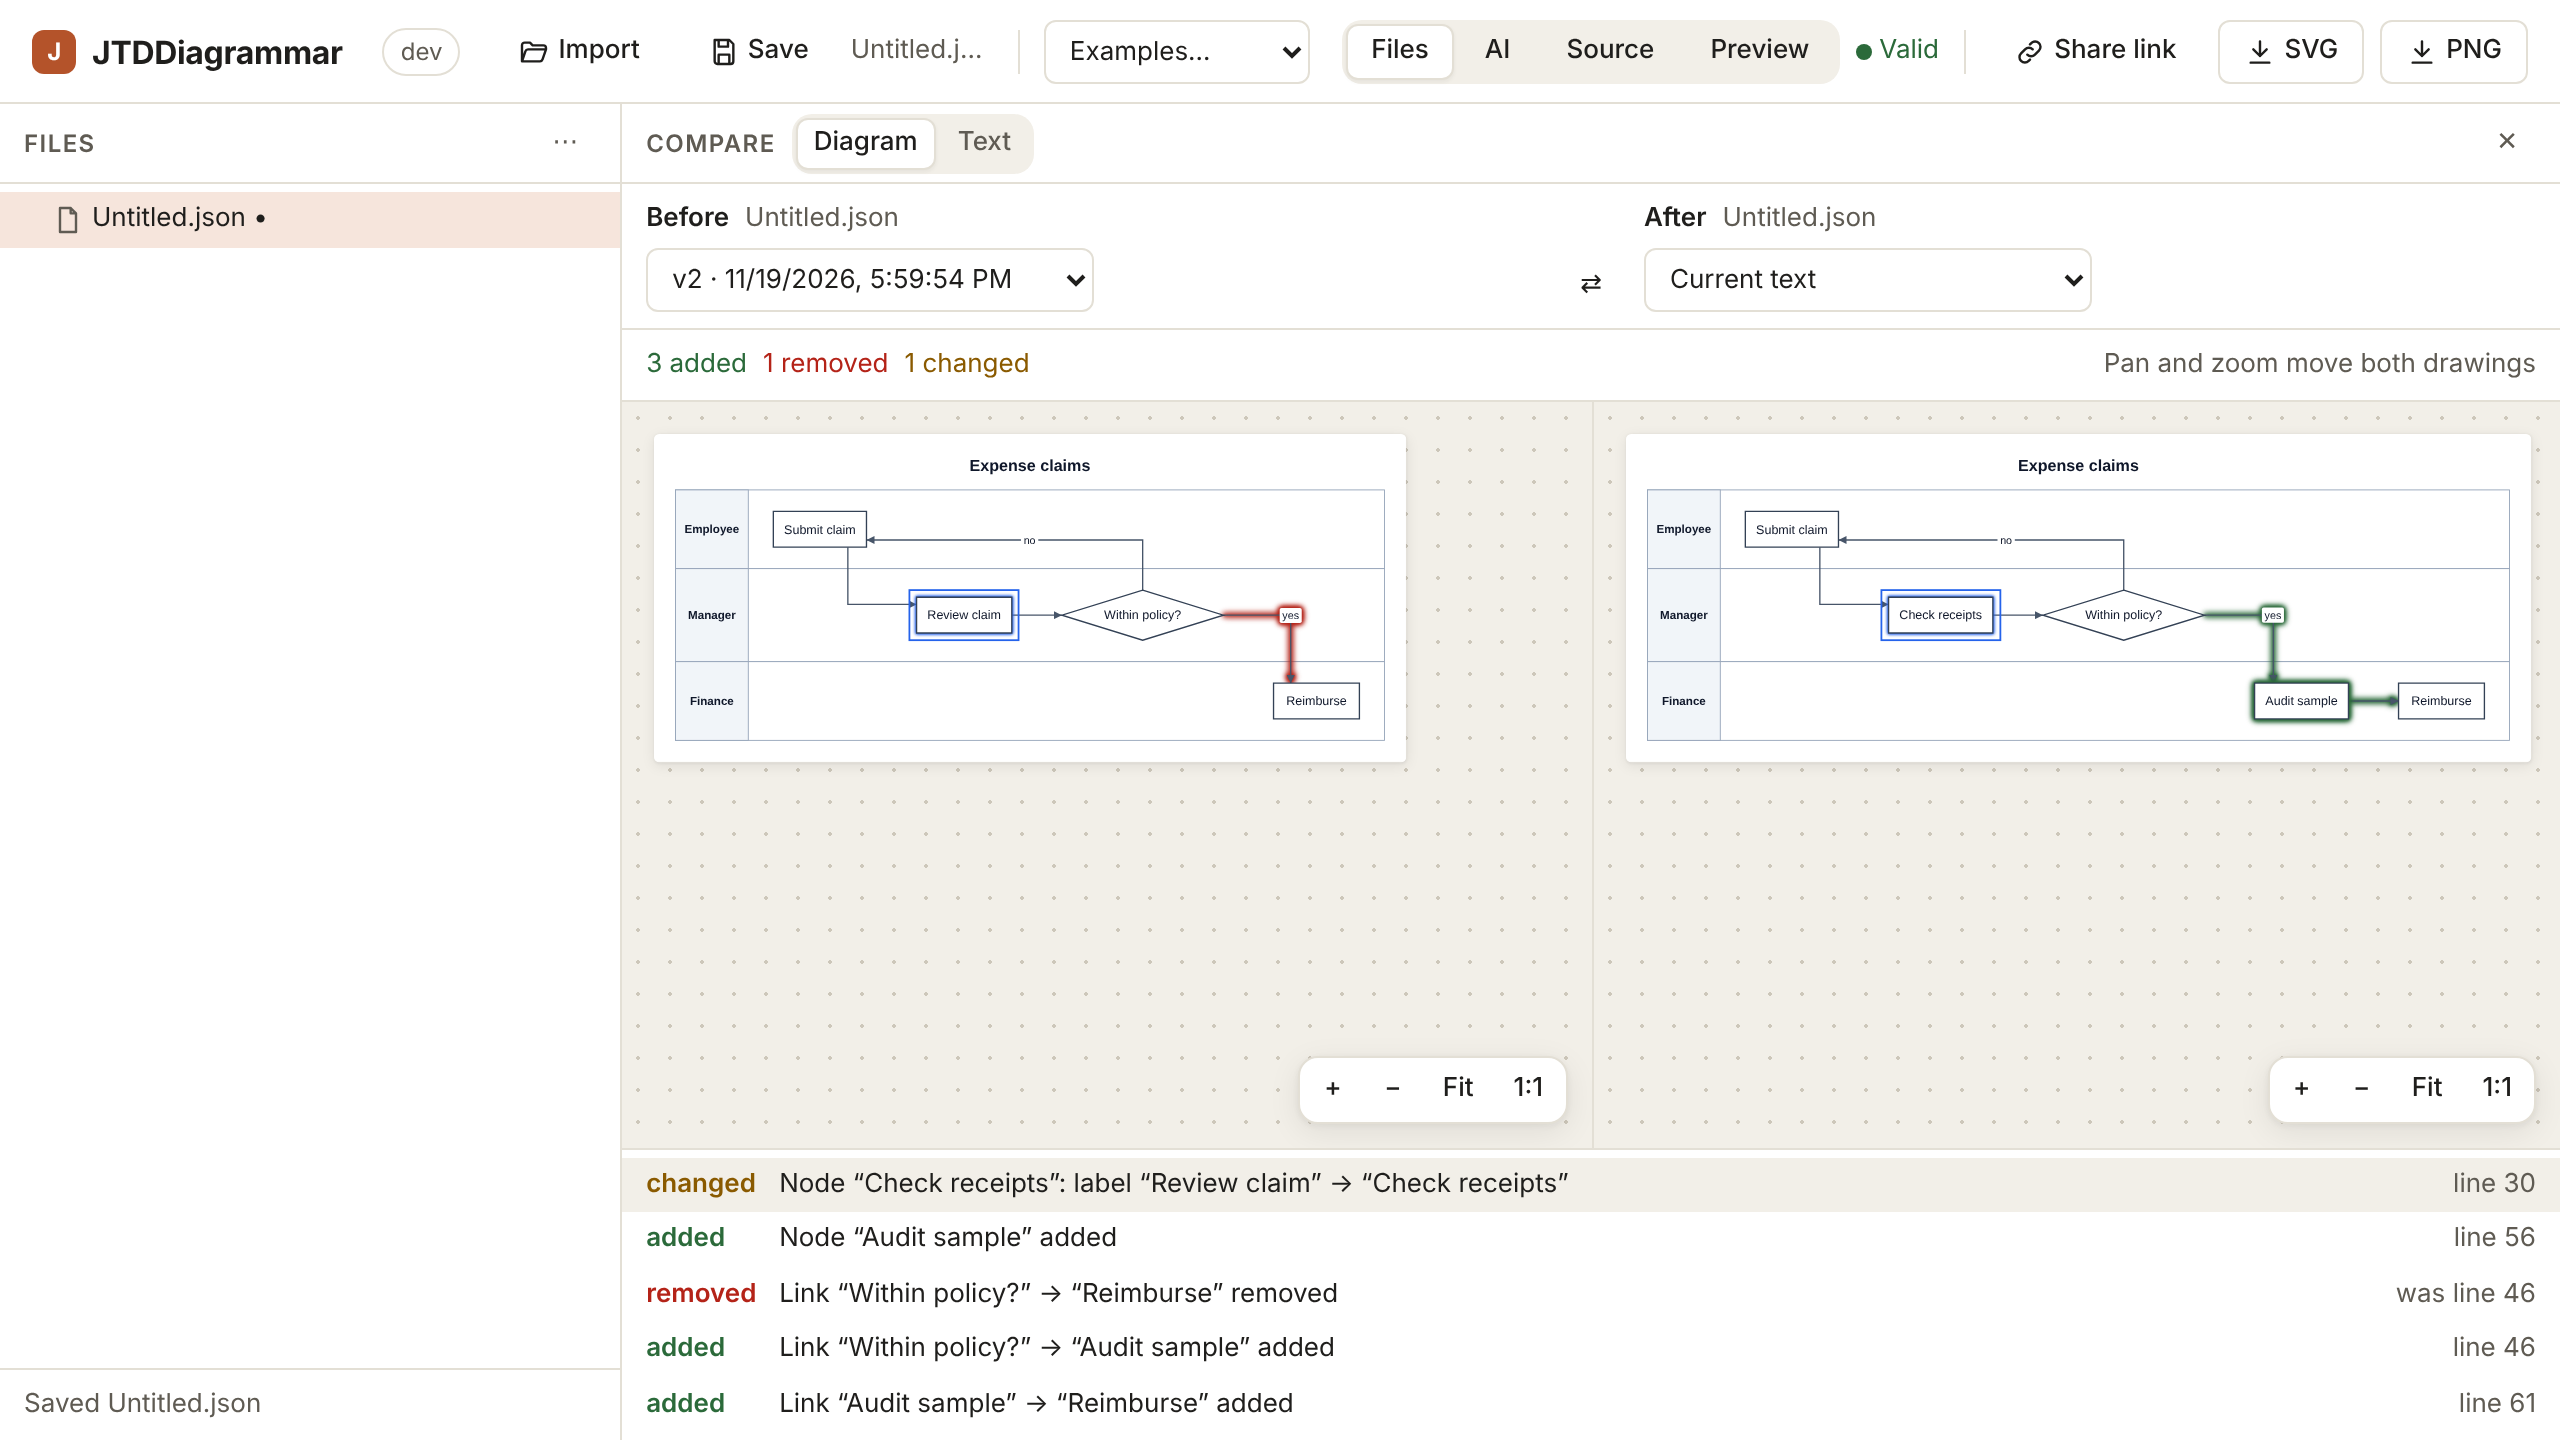 J JTDDiagrammar dev Import Save Untitled.j... Examples... Files AI Source Preview Valid Share link SVG PNG
FILES ...
COMPARE Diagram Text ×
Untitled.json •
Before Untitled.json
After Untitled.json
v2 · 11/19/2026, 5:59:54 PM
⇄
Current text
3 added 1 removed 1 changed
Pan and zoom move both drawings
Expense claims
Employee
Submit claim
no
Manager
Review claim
Within policy?
yes
Finance
Reimburse
+ − Fit 1:1
Expense claims
Employee
Submit claim
no
Manager
Check receipts
Within policy?
yes
Finance
Audit sample
Reimburse
+ − Fit 1:1
changed Node “Check receipts”: label “Review claim” → “Check receipts” line 30
added Node “Audit sample” added line 56
removed Link “Within policy?” → “Reimburse” removed was line 46
added Link “Within policy?” → “Audit sample” added line 46
added Link “Audit sample” → “Reimburse” added line 61
Saved Untitled.json